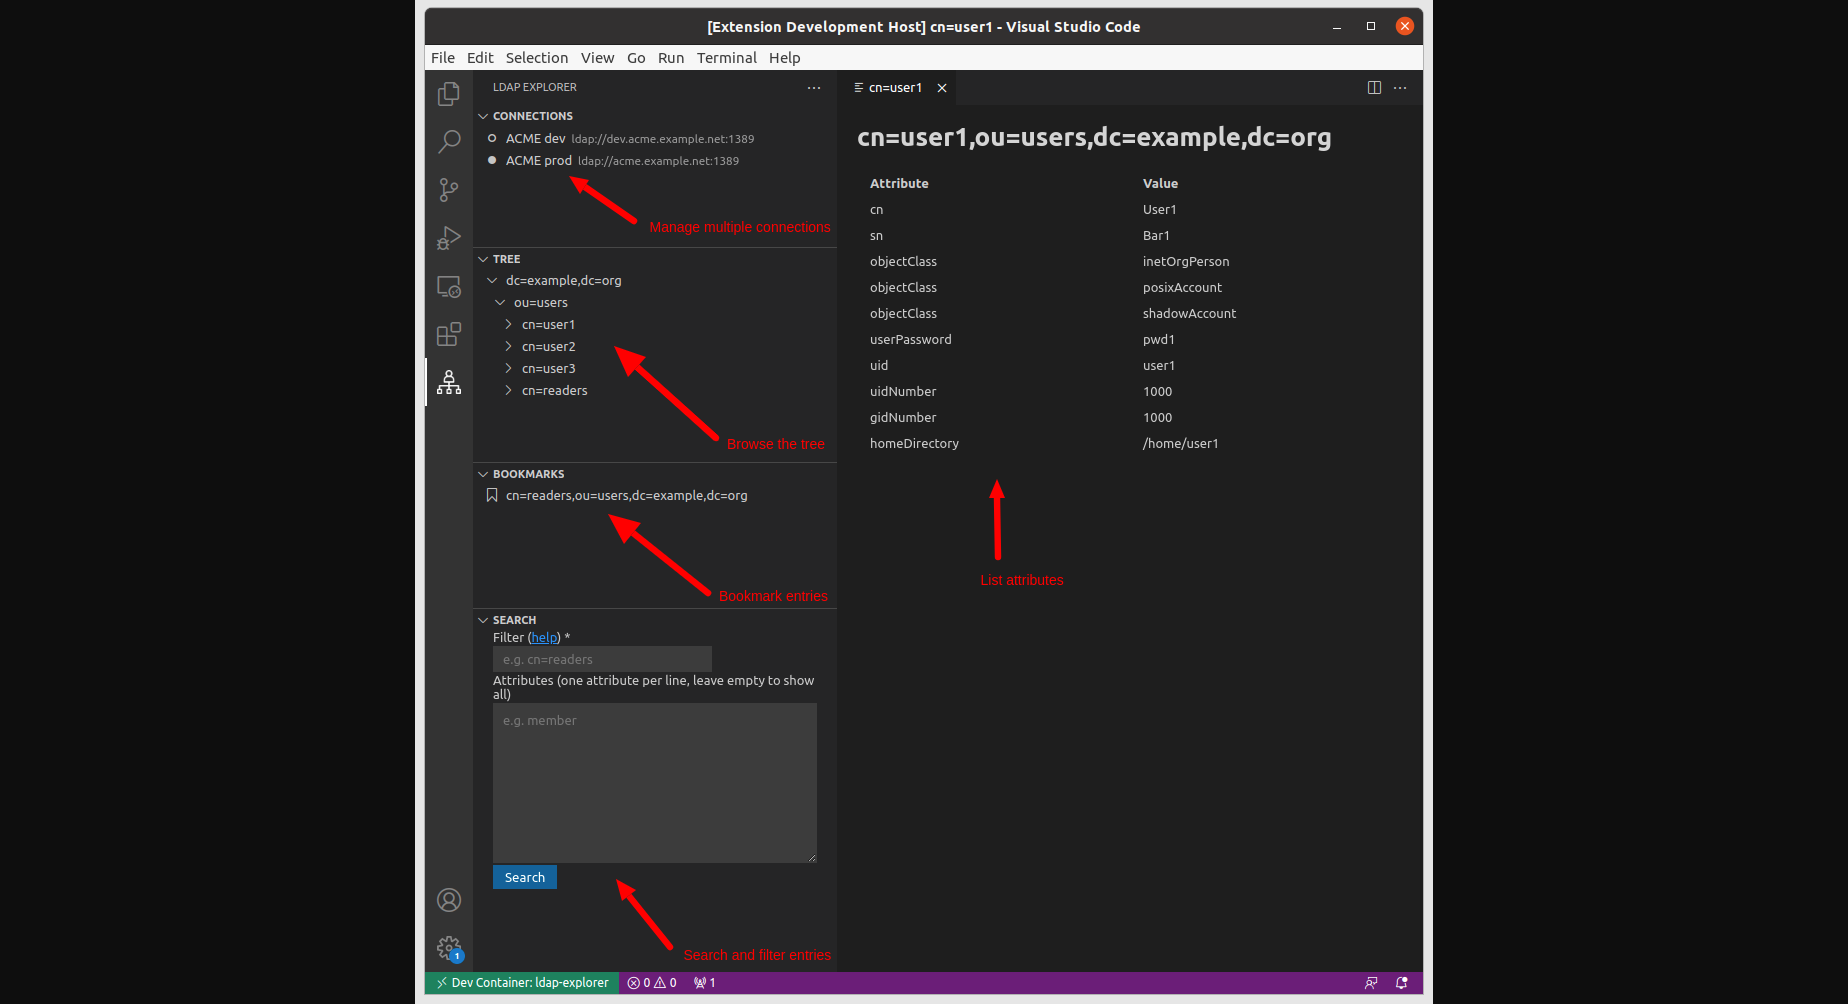 [Extension Development Host] cn=user1 - Visual Studio Code
File Edit Selection View Go Run Terminal Help
LDAP EXPLORER
CONNECTIONS
ACME dev ldap://dev.acme.example.net:1389
ACME prod ldap://acme.example.net:1389
Manage multiple connections
TREE
dc=example,dc=org
ou=users
cn=user1
cn=user2
cn=user3
cn=readers
Browse the tree
BOOKMARKS
cn=readers,ou=users,dc=example,dc=org
Bookmark entries
SEARCH
Filter (help) *
e.g. cn=readers
Attributes (one attribute per line, leave empty to show
all)
e.g. member
Search
Search and filter entries
cn=user1
cn=user1,ou=users,dc=example,dc=org
Attribute Value
cn User1
sn Bar1
objectClass inetOrgPerson
objectClass posixAccount
objectClass shadowAccount
userPassword pwd1
uid user1
uidNumber 1000
gidNumber 1000
homeDirectory /home/user1
List attributes
1
Dev Container: ldap-explorer 0 0 1